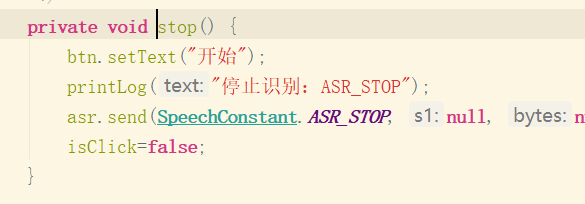 private void stop() {
btn.setText("开始");
printLog( text: "停止识别: ASR_STOP");
asr.send(SpeechConstant.ASR_STOP, s1: null, bytes:
isClick=false;
}